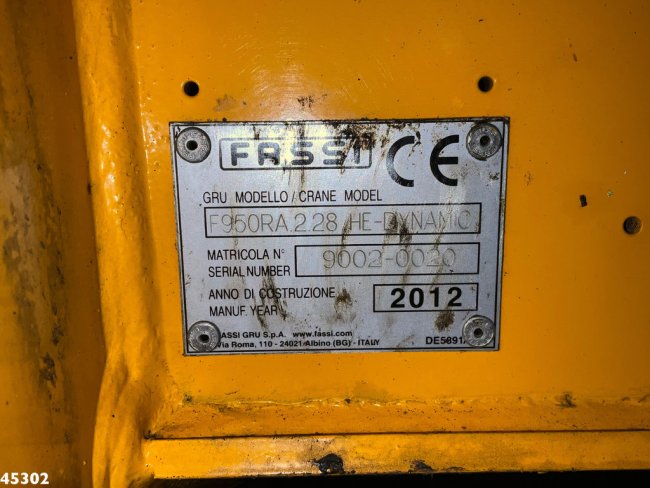 FASSI CE
GRU MODELLO / CRANE MODEL
F950RA.2.28 HE-DYNAMIC
MATRICOLA N° 9002-0020
SERIAL NUMBER
ANNO DI COSTRUZIONE 2012
MANUF. YEAR
FASSI GRU S.p.A. www.fassi.com
Via Roma, 110 - 24021 Albino (BG) - ITALY
45302